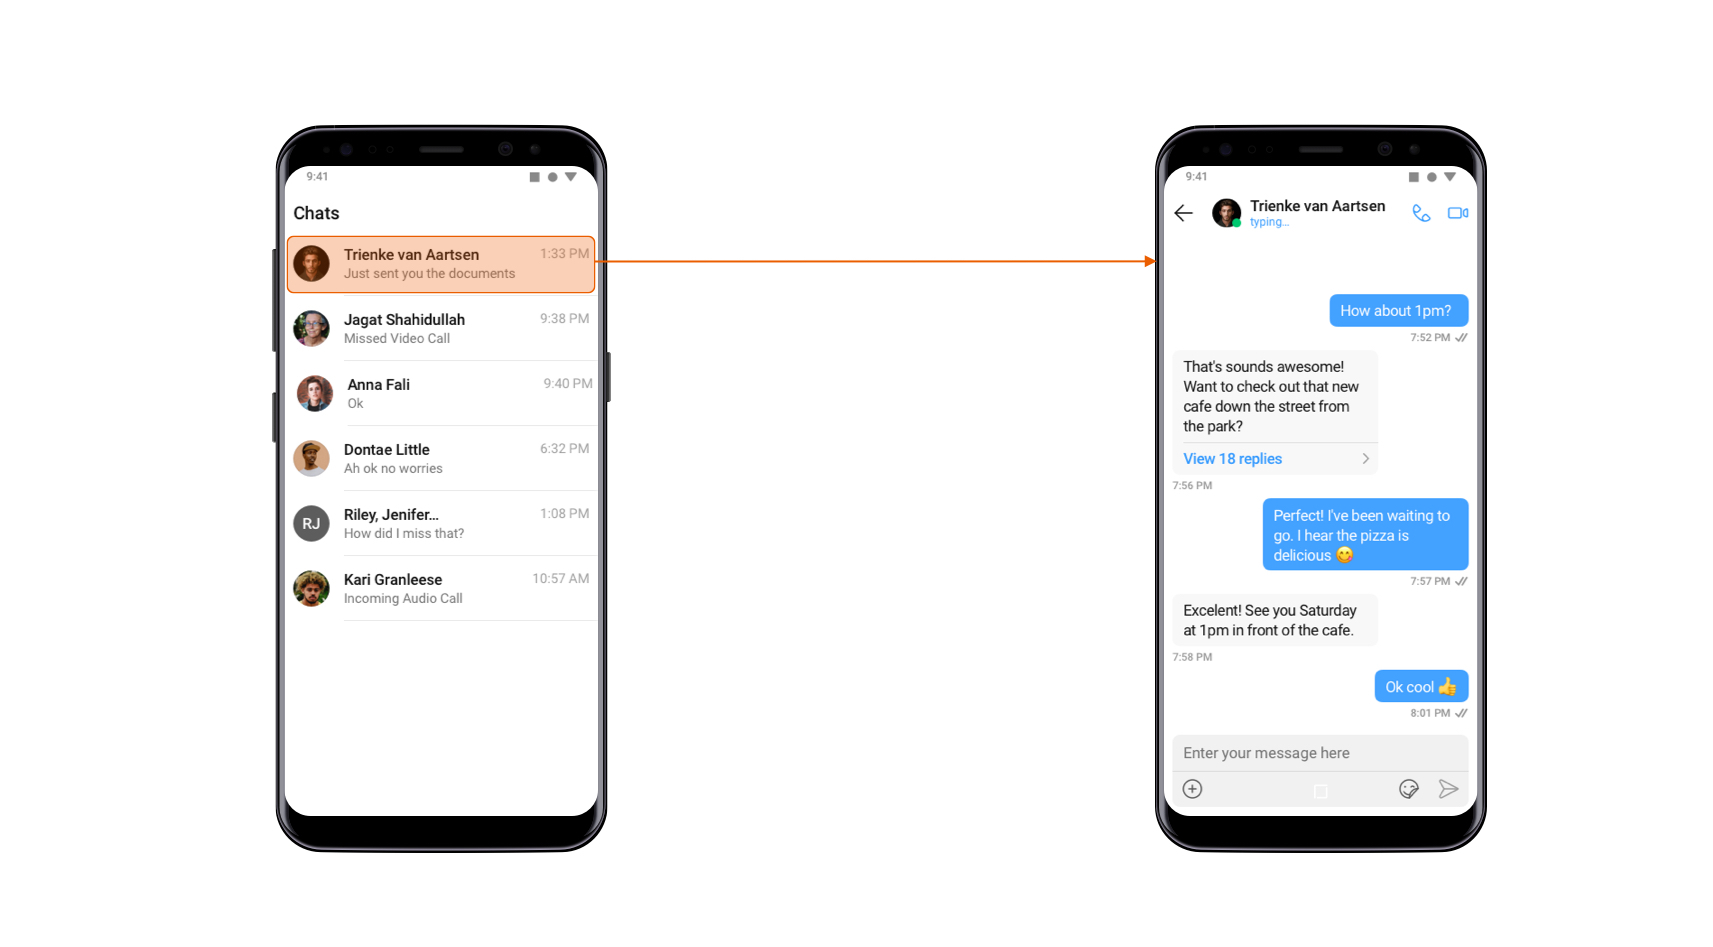 9:41
Chats
Trienke van Aartsen 1:33 PM
Just sent you the documents
Jagat Shahidullah 9:38 PM
Missed Video Call
Anna Fali 9:40 PM
Ok
Dontae Little 6:32 PM
Ah ok no worries
RJ Riley, Jenifer... 1:08 PM
How did I miss that?
Kari Granleese 10:57 AM
Incoming Audio Call
9:41
Trienke van Aartsen
typing...
How about 1pm?
7:52 PM
That's sounds awesome!
Want to check out that new
cafe down the street from
the park?
View 18 replies
7:56 PM
Perfect! I've been waiting to
go. I hear the pizza is
delicious 😋
7:57 PM
Excelent! See you Saturday
at 1pm in front of the cafe.
7:58 PM
Ok cool 👍
8:01 PM
Enter your message here